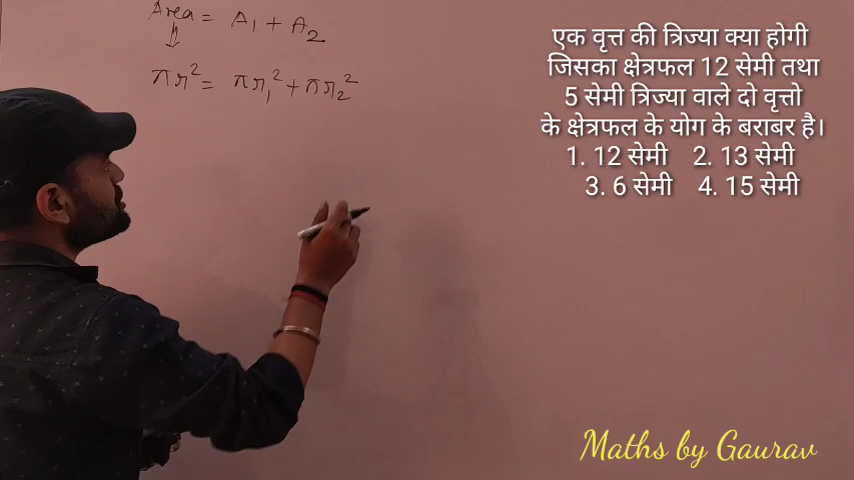 Area = A₁ + A₂
⇓
πr² = πr₁² + πr₂²
एक वृत्त की त्रिज्या क्या होगी
जिसका क्षेत्रफल 12 सेमी तथा
5 सेमी त्रिज्या वाले दो वृत्तो
के क्षेत्रफल के योग के बराबर है।
1. 12 सेमी 2. 13 सेमी
3. 6 सेमी 4. 15 सेमी
Maths by Gaurav